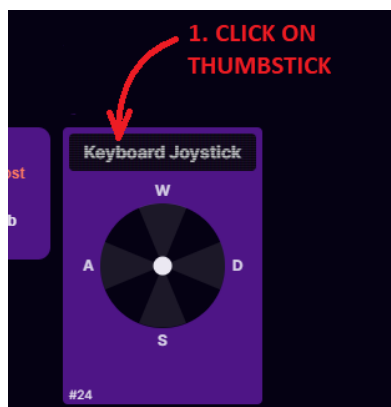 1. CLICK ON
THUMBSTICK
Keyboard Joystick
ost
b
W
A
D
S
#24